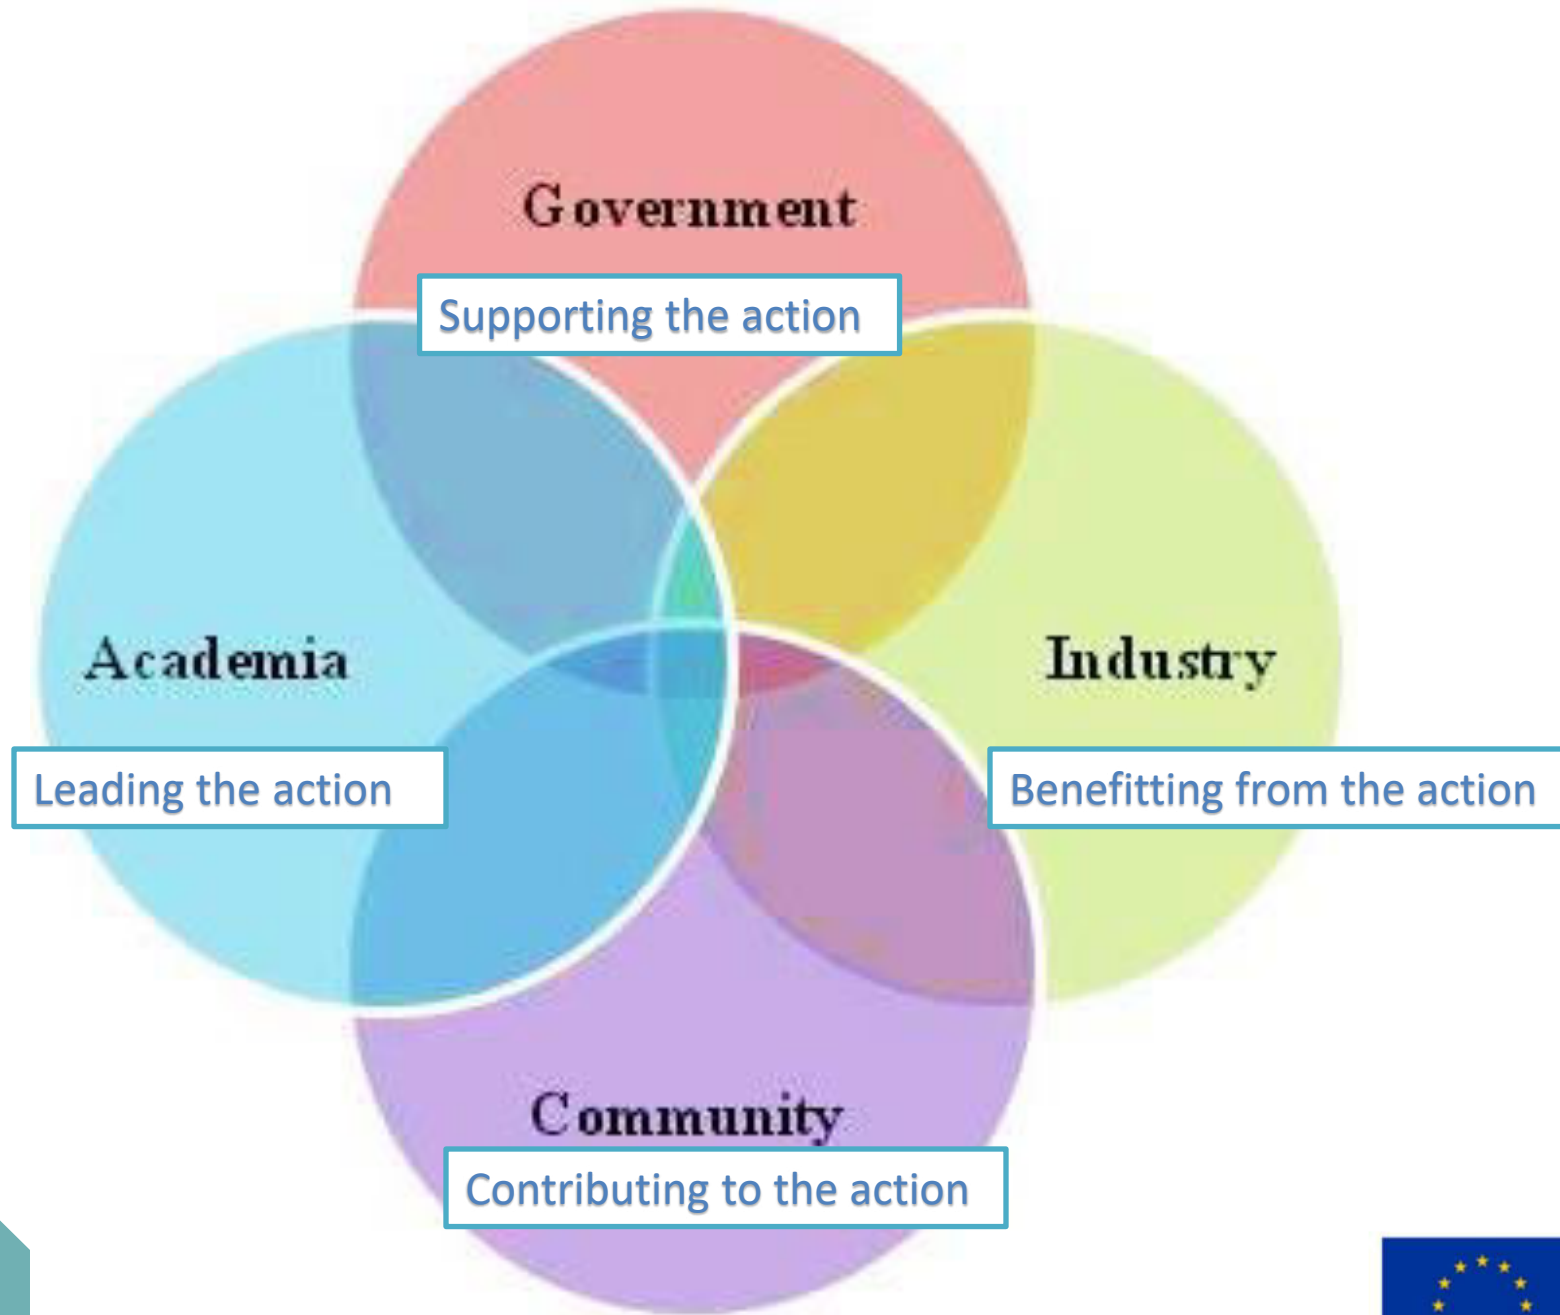 Government
Supporting the action
Academia
Industry
Leading the action
Benefitting from the action
Community
Contributing to the action